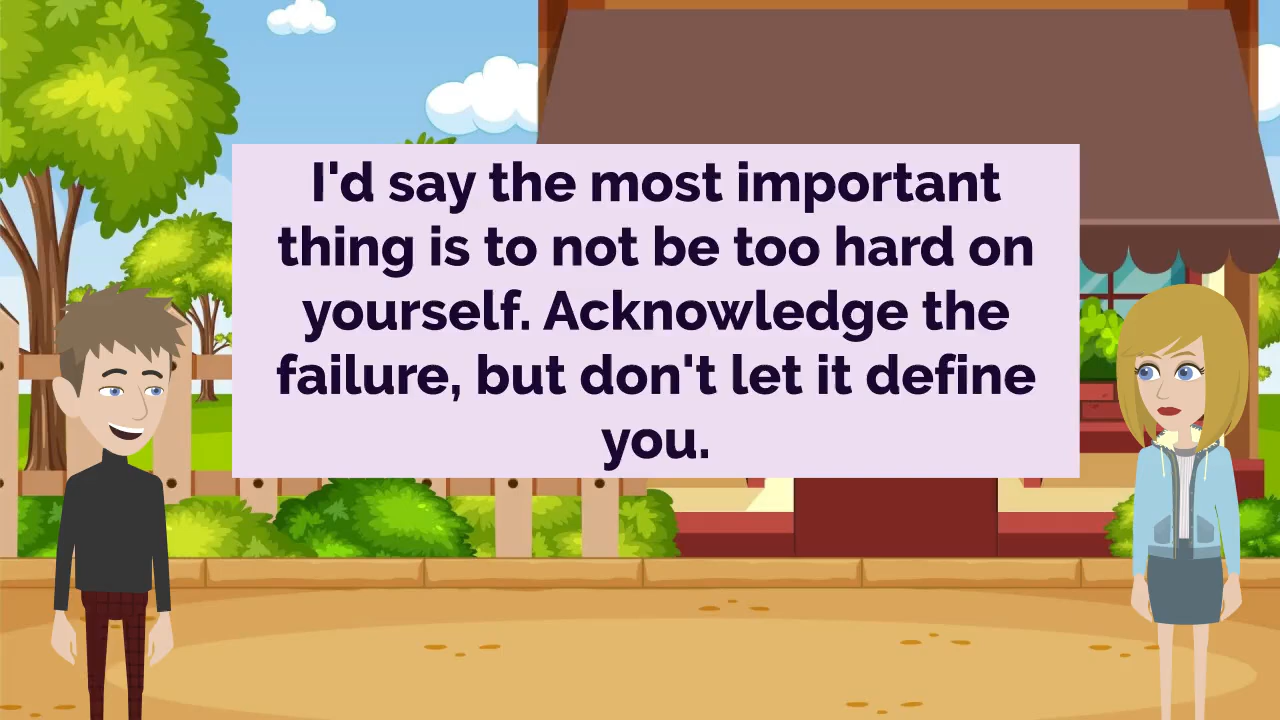 I'd say the most important
thing is to not be too hard on
yourself. Acknowledge the
failure, but don't let it define
you.